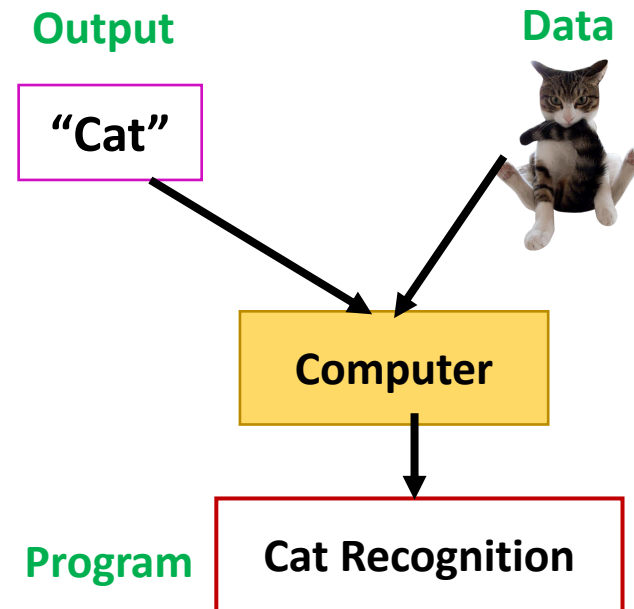 Output
Data
“Cat”
Computer
Program
Cat Recognition